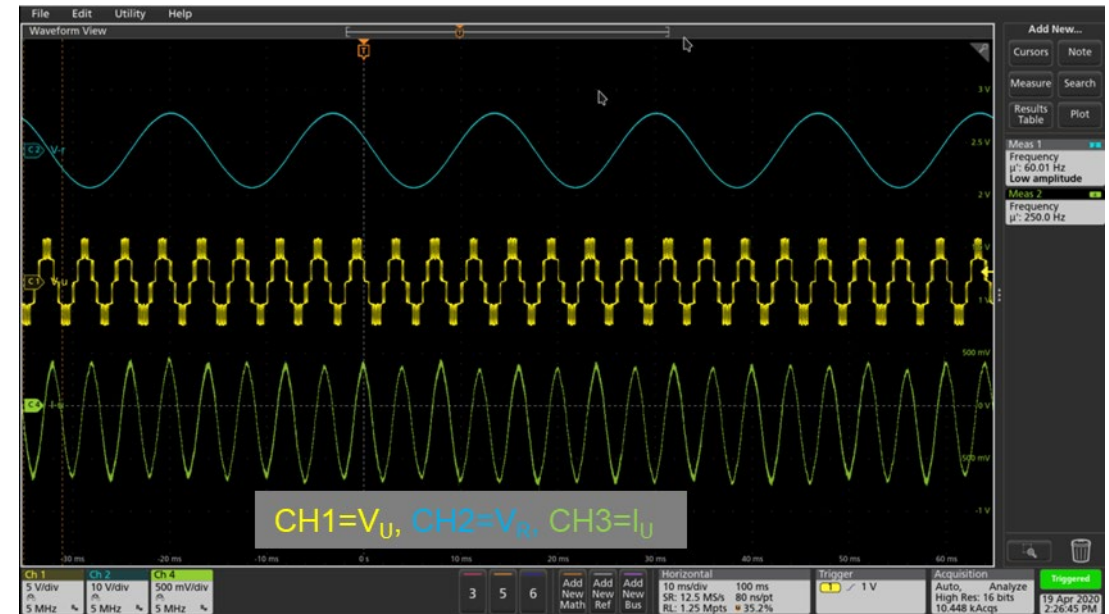 File Edit Utility Help
Waveform View
Add New...
Cursors Note
Measure Search
Results Table Plot
Meas 1
Frequency
µ': 60.01 Hz
Low amplitude
Meas 2
Frequency
µ': 250.0 Hz
T
U
3 V
C2 V-r
2.5 V
2 V
C1 V-u
1 V
500 mV
C4 I-u
0 V
-500 mV
-1 V
CH1=VU, CH2=VR, CH3=IU
-30 ms -20 ms -10 ms 0 s 10 ms 20 ms 30 ms 40 ms 50 ms 60 ms
Ch 1
5 V/div
5 MHz
Ch 2
10 V/div
5 MHz
Ch 4
500 mV/div
5 MHz
3 5 6
Add New Math
Add New Ref
Add New Bus
Horizontal
10 ms/div 100 ms
SR: 12.5 MS/s 80 ns/pt
RL: 1.25 Mpts 35.2%
Trigger
1 1 V
Acquisition
Auto, Analyze
High Res: 16 bits
10.448 kAcqs
Triggered
19 Apr 2020
2:26:45 PM